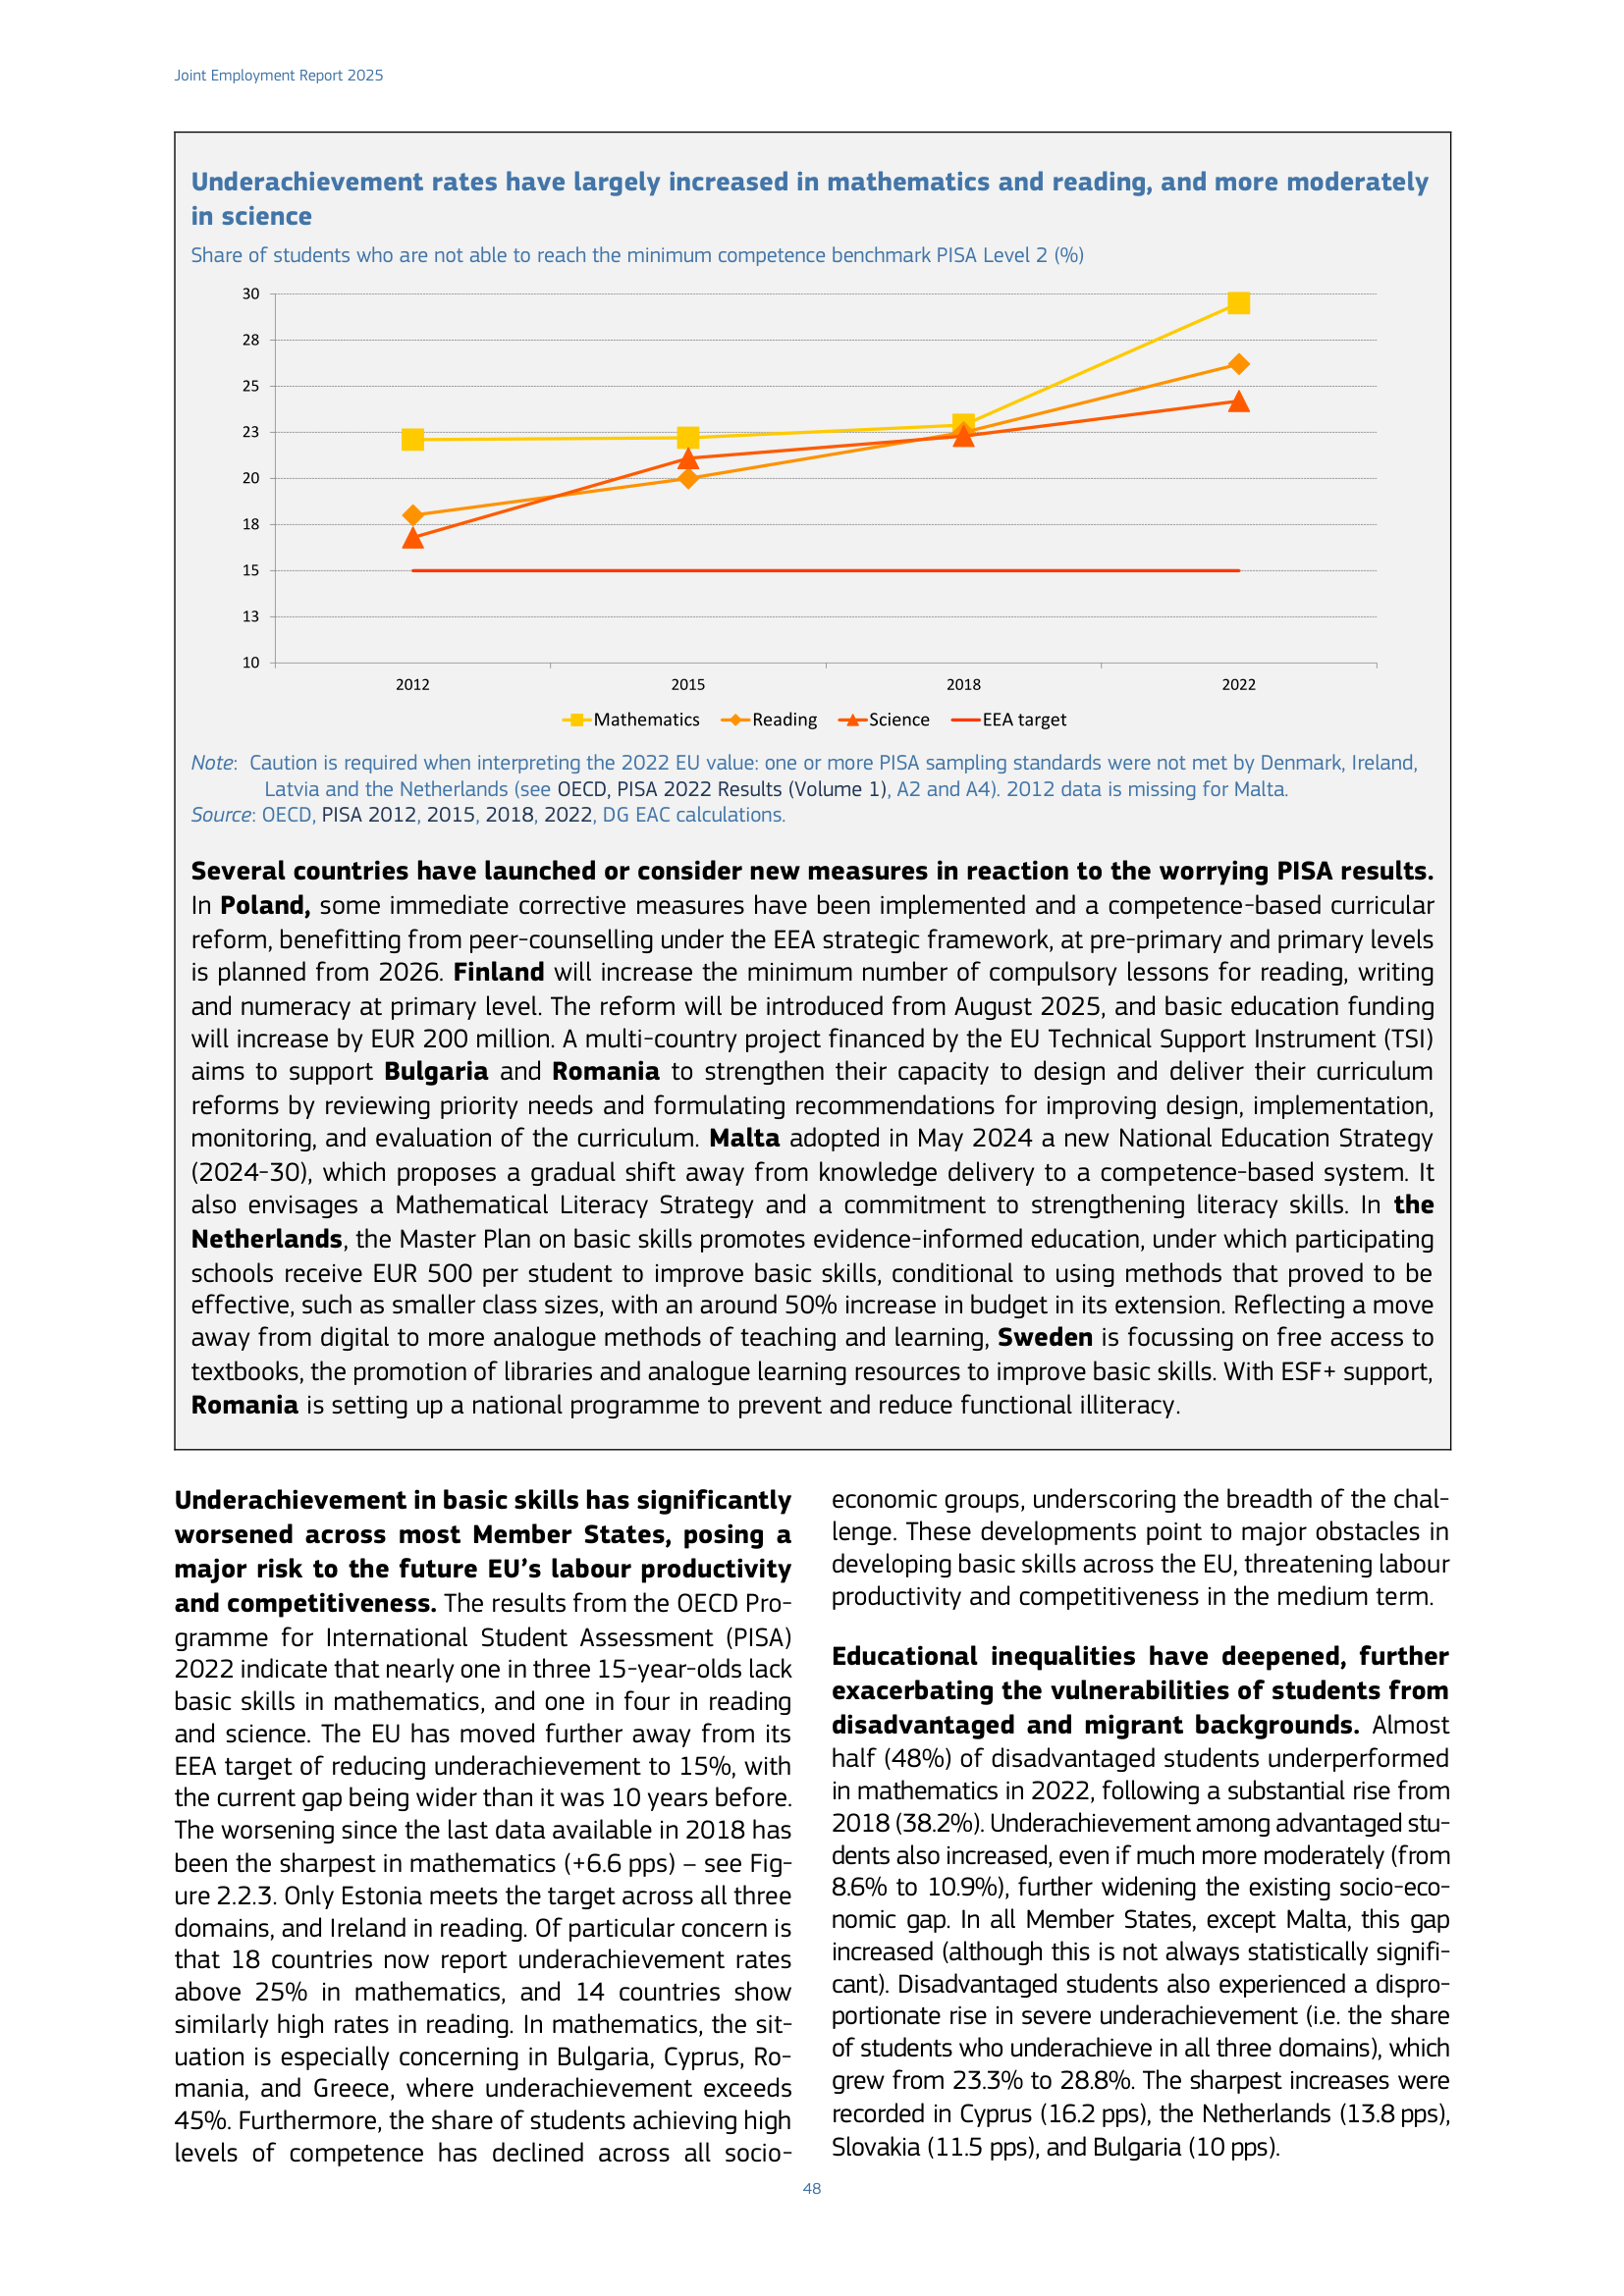 Joint Employment Report 2025
Underachievement rates have largely increased in mathematics and reading, and more moderately
in science
Share of students who are not able to reach the minimum competence benchmark PISA Level 2 (%)
30
28
25
23
20
18
15
13
10
2012 2015 2018 2022
Mathematics Reading Science EEA target
Note: Caution is required when interpreting the 2022 EU value: one or more PISA sampling standards were not met by Denmark, Ireland,
Latvia and the Netherlands (see OECD, PISA 2022 Results (Volume 1), A2 and A4). 2012 data is missing for Malta.
Source: OECD, PISA 2012, 2015, 2018, 2022, DG EAC calculations.
Several countries have launched or consider new measures in reaction to the worrying PISA results.
In Poland, some immediate corrective measures have been implemented and a competence-based curricular
reform, benefitting from peer-counselling under the EEA strategic framework, at pre-primary and primary levels
is planned from 2026. Finland will increase the minimum number of compulsory lessons for reading, writing
and numeracy at primary level. The reform will be introduced from August 2025, and basic education funding
will increase by EUR 200 million. A multi-country project financed by the EU Technical Support Instrument (TSI)
aims to support Bulgaria and Romania to strengthen their capacity to design and deliver their curriculum
reforms by reviewing priority needs and formulating recommendations for improving design, implementation,
monitoring, and evaluation of the curriculum. Malta adopted in May 2024 a new National Education Strategy
(2024-30), which proposes a gradual shift away from knowledge delivery to a competence-based system. It
also envisages a Mathematical Literacy Strategy and a commitment to strengthening literacy skills. In the
Netherlands, the Master Plan on basic skills promotes evidence-informed education, under which participating
schools receive EUR 500 per student to improve basic skills, conditional to using methods that proved to be
effective, such as smaller class sizes, with an around 50% increase in budget in its extension. Reflecting a move
away from digital to more analogue methods of teaching and learning, Sweden is focussing on free access to
textbooks, the promotion of libraries and analogue learning resources to improve basic skills. With ESF+ support,
Romania is setting up a national programme to prevent and reduce functional illiteracy.
Underachievement in basic skills has significantly
worsened across most Member States, posing a
major risk to the future EU's labour productivity
and competitiveness. The results from the OECD Pro-
gramme for International Student Assessment (PISA)
2022 indicate that nearly one in three 15-year-olds lack
basic skills in mathematics, and one in four in reading
and science. The EU has moved further away from its
EEA target of reducing underachievement to 15%, with
the current gap being wider than it was 10 years before.
The worsening since the last data available in 2018 has
been the sharpest in mathematics (+6.6 pps) – see Fig-
ure 2.2.3. Only Estonia meets the target across all three
domains, and Ireland in reading. Of particular concern is
that 18 countries now report underachievement rates
above 25% in mathematics, and 14 countries show
similarly high rates in reading. In mathematics, the sit-
uation is especially concerning in Bulgaria, Cyprus, Ro-
mania, and Greece, where underachievement exceeds
45%. Furthermore, the share of students achieving high
levels of competence has declined across all socio-
economic groups, underscoring the breadth of the chal-
lenge. These developments point to major obstacles in
developing basic skills across the EU, threatening labour
productivity and competitiveness in the medium term.
Educational inequalities have deepened, further
exacerbating the vulnerabilities of students from
disadvantaged and migrant backgrounds. Almost
half (48%) of disadvantaged students underperformed
in mathematics in 2022, following a substantial rise from
2018 (38.2%). Underachievement among advantaged stu-
dents also increased, even if much more moderately (from
8.6% to 10.9%), further widening the existing socio-eco-
nomic gap. In all Member States, except Malta, this gap
increased (although this is not always statistically signifi-
cant). Disadvantaged students also experienced a dispro-
portionate rise in severe underachievement (i.e. the share
of students who underachieve in all three domains), which
grew from 23.3% to 28.8%. The sharpest increases were
recorded in Cyprus (16.2 pps), the Netherlands (13.8 pps),
Slovakia (11.5 pps), and Bulgaria (10 pps).
48